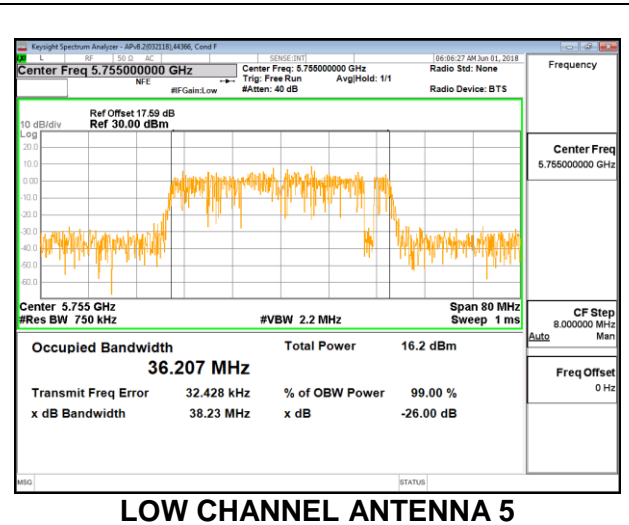 Keysight Spectrum Analyzer - APv8.2(032118),44366, Cond F
L RF 50 Ω AC SENSE:INT 06:06:27 AM Jun 01, 2018
Center Freq 5.755000000 GHz Center Freq: 5.755000000 GHz Radio Std: None Frequency
NFE Trig: Free Run Avg|Hold: 1/1
#IFGain:Low #Atten: 40 dB Radio Device: BTS
Ref Offset 17.59 dB
10 dB/div Ref 30.00 dBm
Log
20.0
10.0
0.00
-10.0
-20.0
-30.0
-40.0
-50.0
-60.0
Center Freq
5.755000000 GHz
Center 5.755 GHz Span 80 MHz
#Res BW 750 kHz #VBW 2.2 MHz Sweep 1 ms
CF Step
8.000000 MHz
Auto Man
Occupied Bandwidth Total Power 16.2 dBm
36.207 MHz
Freq Offset
0 Hz
Transmit Freq Error 32.428 kHz % of OBW Power 99.00 %
x dB Bandwidth 38.23 MHz x dB -26.00 dB
MSG STATUS
LOW CHANNEL ANTENNA 5